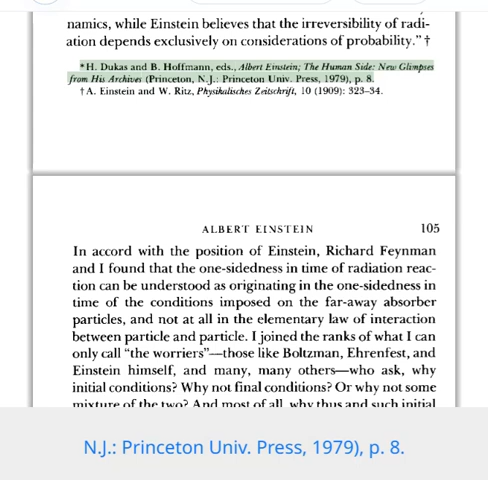 namics, while Einstein believes that the irreversibility of radi-
ation depends exclusively on considerations of probability.” †
*H. Dukas and B. Hoffmann, eds., Albert Einstein; The Human Side: New Glimpses
from His Archives (Princeton, N.J.: Princeton Univ. Press, 1979), p. 8.
†A. Einstein and W. Ritz, Physikalisches Zeitschrift, 10 (1909): 323–34.
ALBERT EINSTEIN 105
In accord with the position of Einstein, Richard Feynman
and I found that the one-sidedness in time of radiation reac-
tion can be understood as originating in the one-sidedness in
time of the conditions imposed on the far-away absorber
particles, and not at all in the elementary law of interaction
between particle and particle. I joined the ranks of what I can
only call “the worriers”—those like Boltzman, Ehrenfest, and
Einstein himself, and many, many others—who ask, why
initial conditions? Why not final conditions? Or why not some
mixture of the two? And most of all, why thus and such initial
N.J.: Princeton Univ. Press, 1979), p. 8.